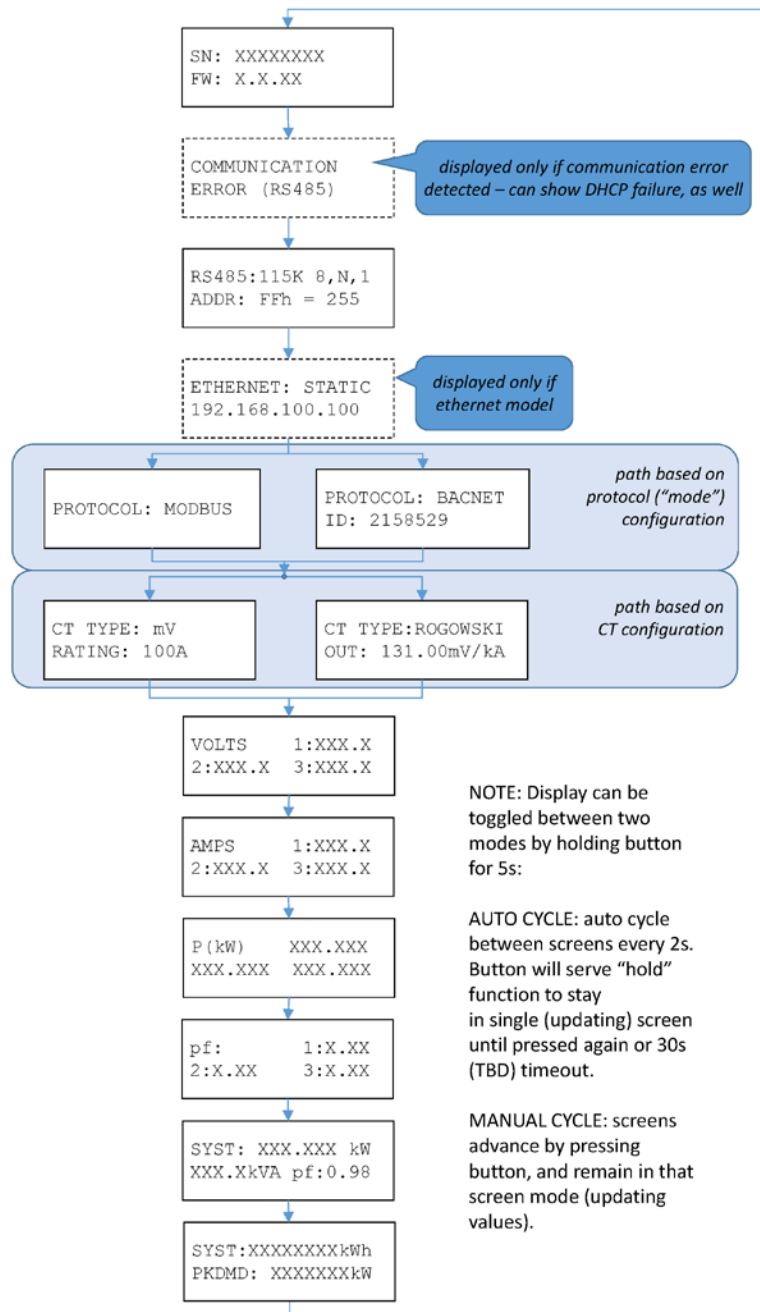 SN: XXXXXXXX
FW: X.X.XX
COMMUNICATION
ERROR (RS485)
displayed only if communication error
detected – can show DHCP failure, as well
RS485:115K 8,N,1
ADDR: FFh = 255
ETHERNET: STATIC
192.168.100.100
displayed only if
ethernet model
PROTOCOL: MODBUS
PROTOCOL: BACNET
ID: 2158529
path based on
protocol (“mode”)
configuration
CT TYPE: mV
RATING: 100A
CT TYPE:ROGOWSKI
OUT: 131.00mV/kA
path based on
CT configuration
VOLTS 1:XXX.X
2:XXX.X 3:XXX.X
AMPS 1:XXX.X
2:XXX.X 3:XXX.X
P(kW) XXX.XXX
XXX.XXX XXX.XXX
pf: 1:X.XX
2:X.XX 3:X.XX
SYST: XXX.XXX kW
XXX.XkVA pf:0.98
SYST:XXXXXXXXkWh
PKDMD: XXXXXXXkW
NOTE: Display can be
toggled between two
modes by holding button
for 5s:
AUTO CYCLE: auto cycle
between screens every 2s.
Button will serve “hold”
function to stay
in single (updating) screen
until pressed again or 30s
(TBD) timeout.
MANUAL CYCLE: screens
advance by pressing
button, and remain in that
screen mode (updating
values).